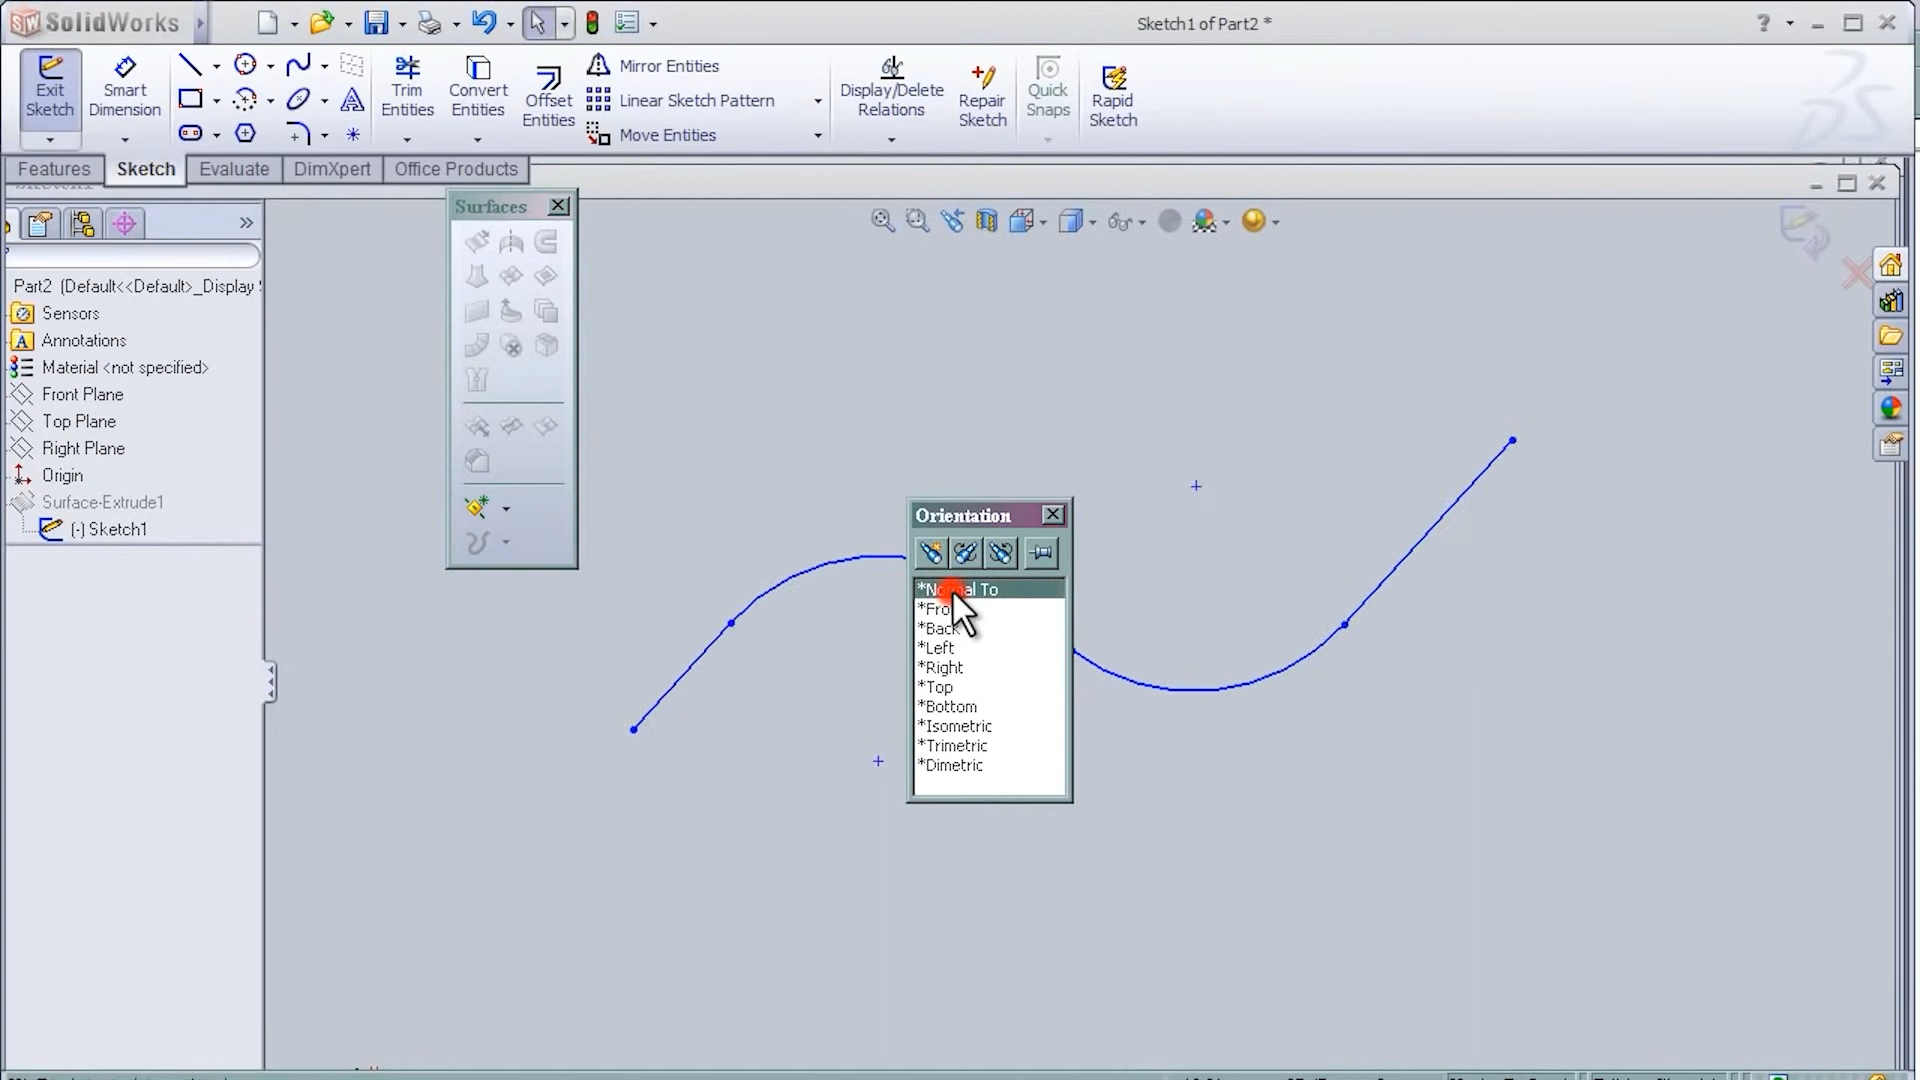 SolidWorks
Sketch1 of Part2 *
Exit Sketch
Smart Dimension
Trim Entities
Convert Entities
Offset Entities
Mirror Entities
Linear Sketch Pattern
Move Entities
Display/Delete Relations
Repair Sketch
Quick Snaps
Rapid Sketch
Features
Sketch
Evaluate
DimXpert
Office Products
Surfaces
Part2 (Default<<Default>_Display
Sensors
Annotations
Material <not specified>
Front Plane
Top Plane
Right Plane
Origin
Surface-Extrude1
(-) Sketch1
Orientation
*Back
*Left
*Right
*Top
*Bottom
*Isometric
*Trimetric
*Dimetric